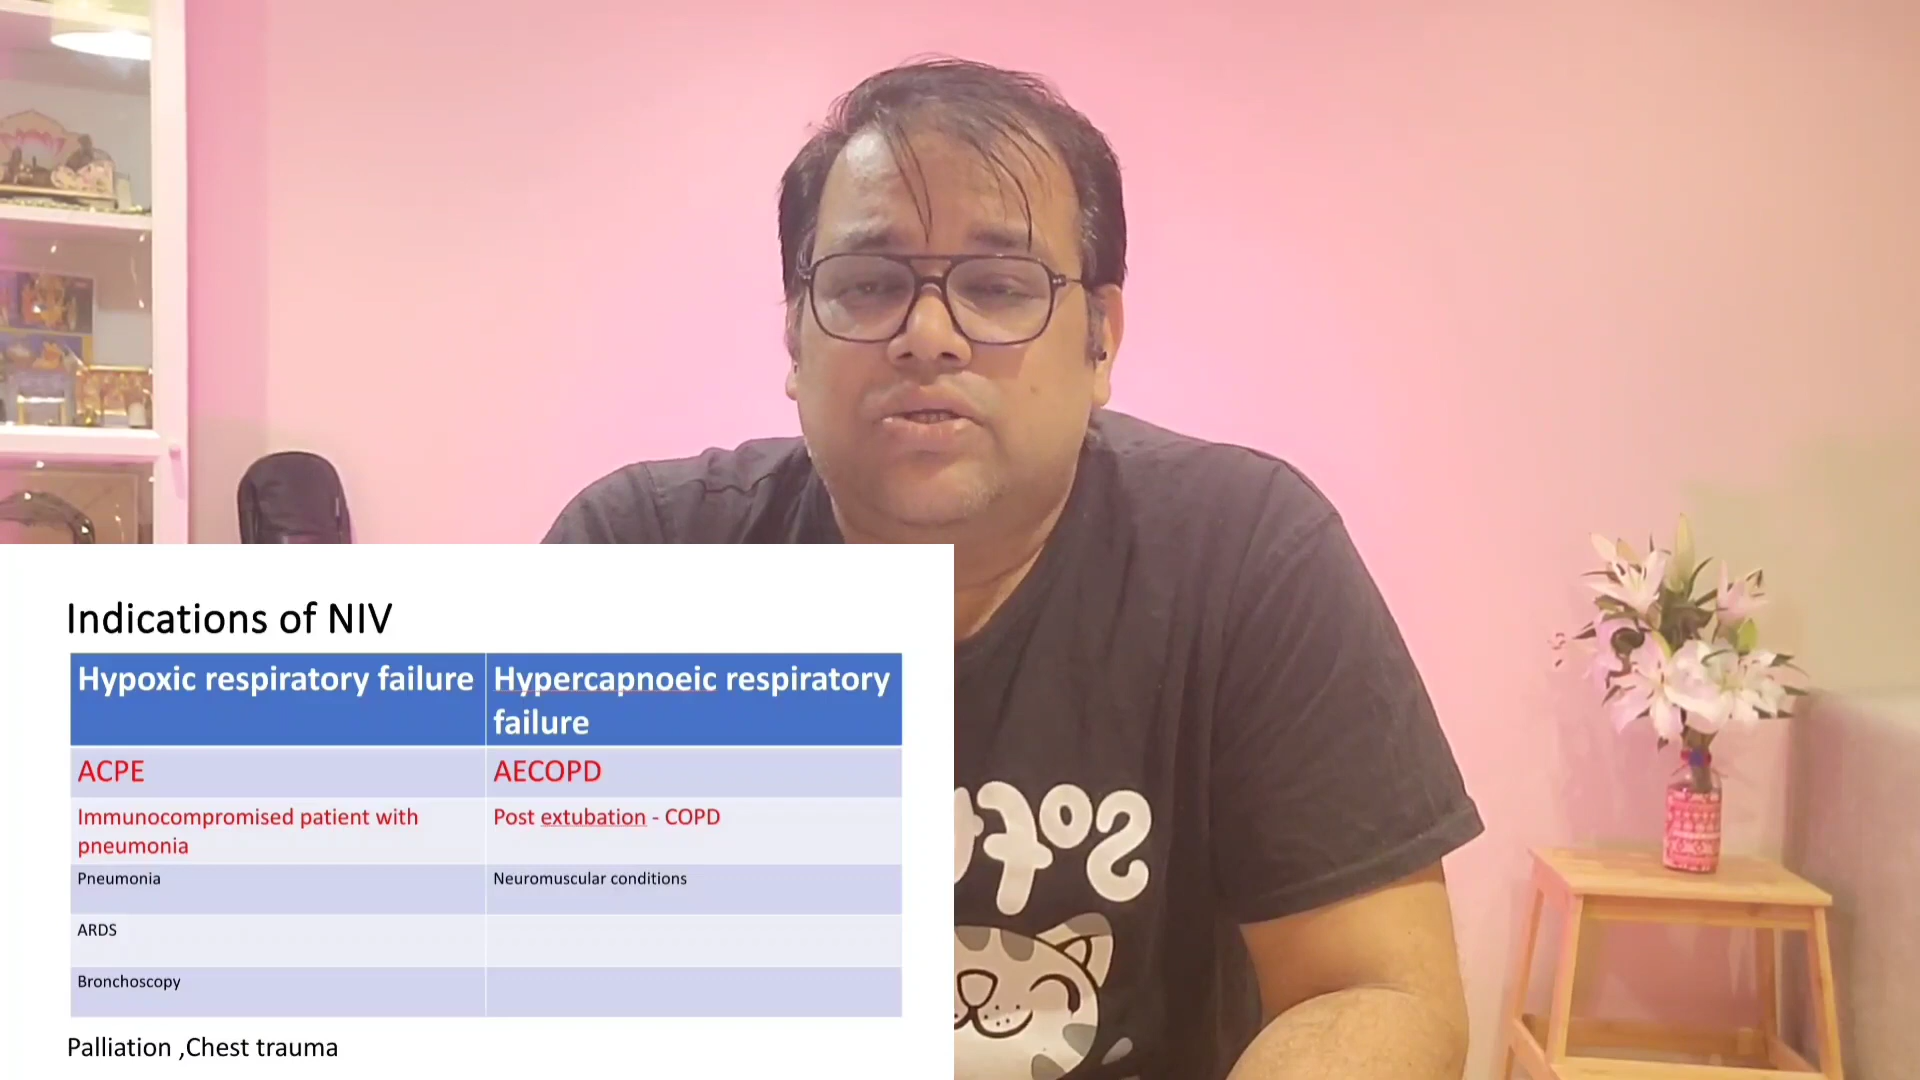 Indications of NIV
Hypoxic respiratory failure
Hypercapnoeic respiratory
failure
ACPE
AECOPD
Immunocompromised patient with
pneumonia
Post extubation - COPD
Pneumonia
Neuromuscular conditions
ARDS
Bronchoscopy
Palliation ,Chest trauma